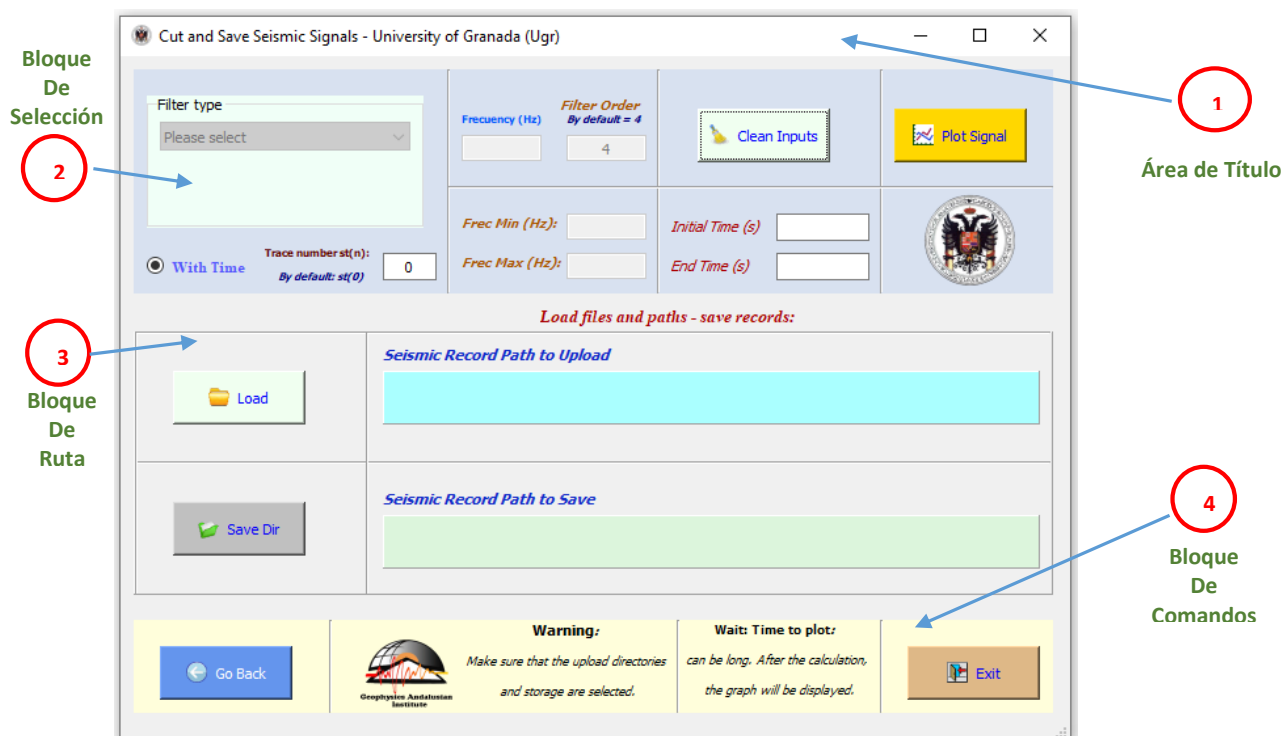 Cut and Save Seismic Signals - University of Granada (Ugr)
Bloque
De
Selección
2
1
Área de Título
Filter type
Please select
With Time
Trace number st(n):
By default: st(0)
0
Frecuency (Hz)
Filter Order
By default = 4
4
Clean Inputs
Plot Signal
Frec Min (Hz):
Frec Max (Hz):
Initial Time (s)
End Time (s)
Load files and paths - save records:
3
Bloque
De
Ruta
Load
Seismic Record Path to Upload
Save Dir
Seismic Record Path to Save
4
Bloque
De
Comandos
Go Back
Geophysics Andalusian
Institute
Warning:
Make sure that the upload directories
and storage are selected.
Wait: Time to plot:
can be long. After the calculation,
the graph will be displayed.
Exit